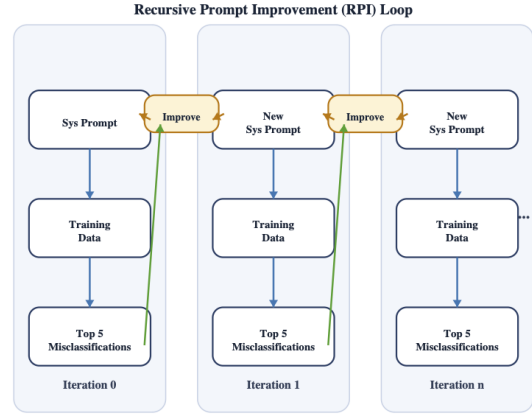 Recursive Prompt Improvement (RPI) Loop
Sys Prompt
Improve
New
Sys Prompt
Improve
New
Sys Prompt
Training
Data
Training
Data
Training
Data
...
Top 5
Misclassifications
Top 5
Misclassifications
Top 5
Misclassifications
Iteration 0
Iteration 1
Iteration n